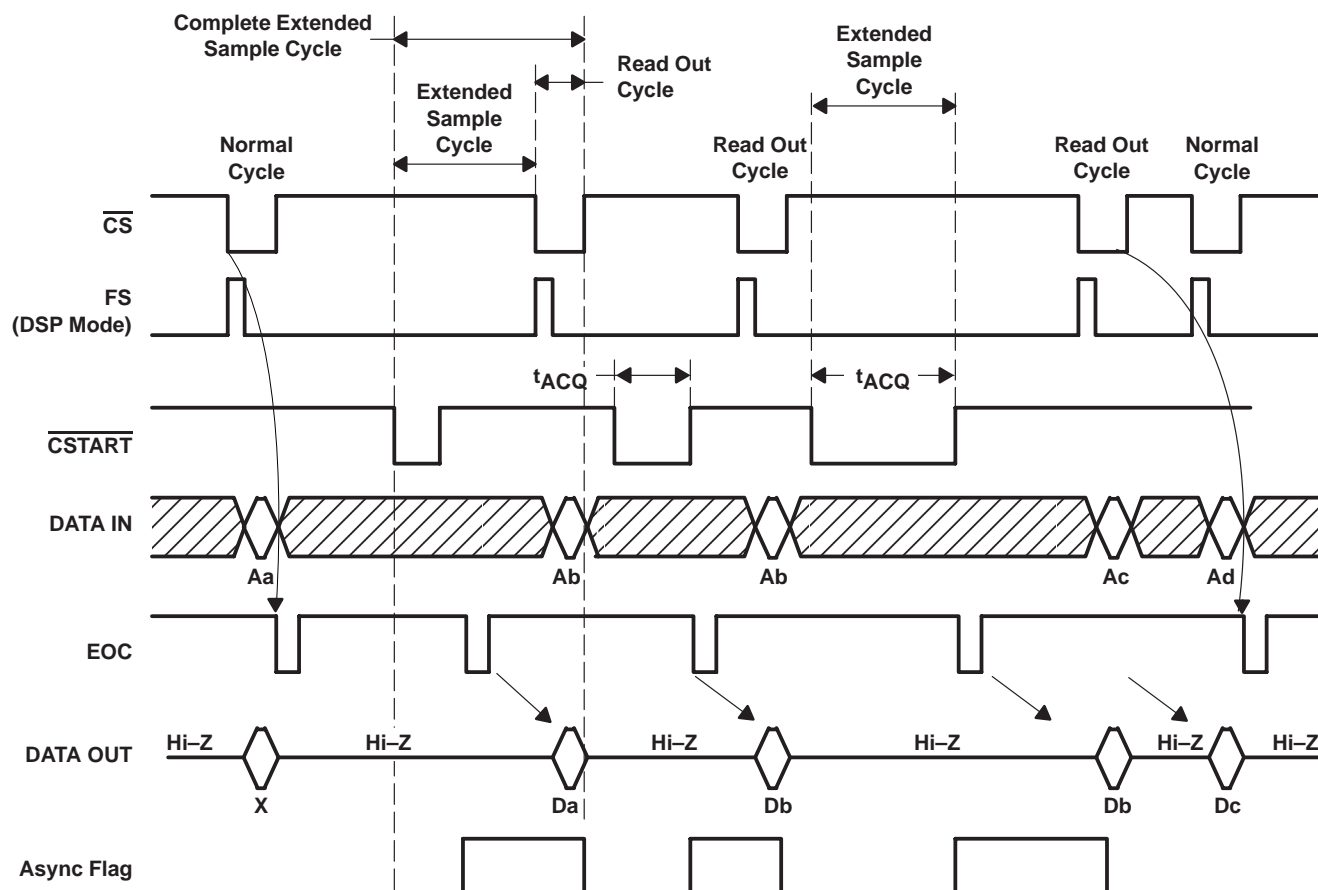 Complete Extended
Sample Cycle
Read Out
Cycle
Extended
Sample
Cycle
Extended
Sample
Cycle
Normal
Cycle
Read Out
Cycle
Read Out
Cycle
Normal
Cycle
CS
FS
(DSP Mode)
tACQ
tACQ
CSTART
DATA IN
Aa
Ab
Ab
Ac
Ad
EOC
Hi–Z
Hi–Z
Hi–Z
Hi–Z
Hi–Z
Hi–Z
DATA OUT
X
Da
Db
Db
Dc
Async Flag